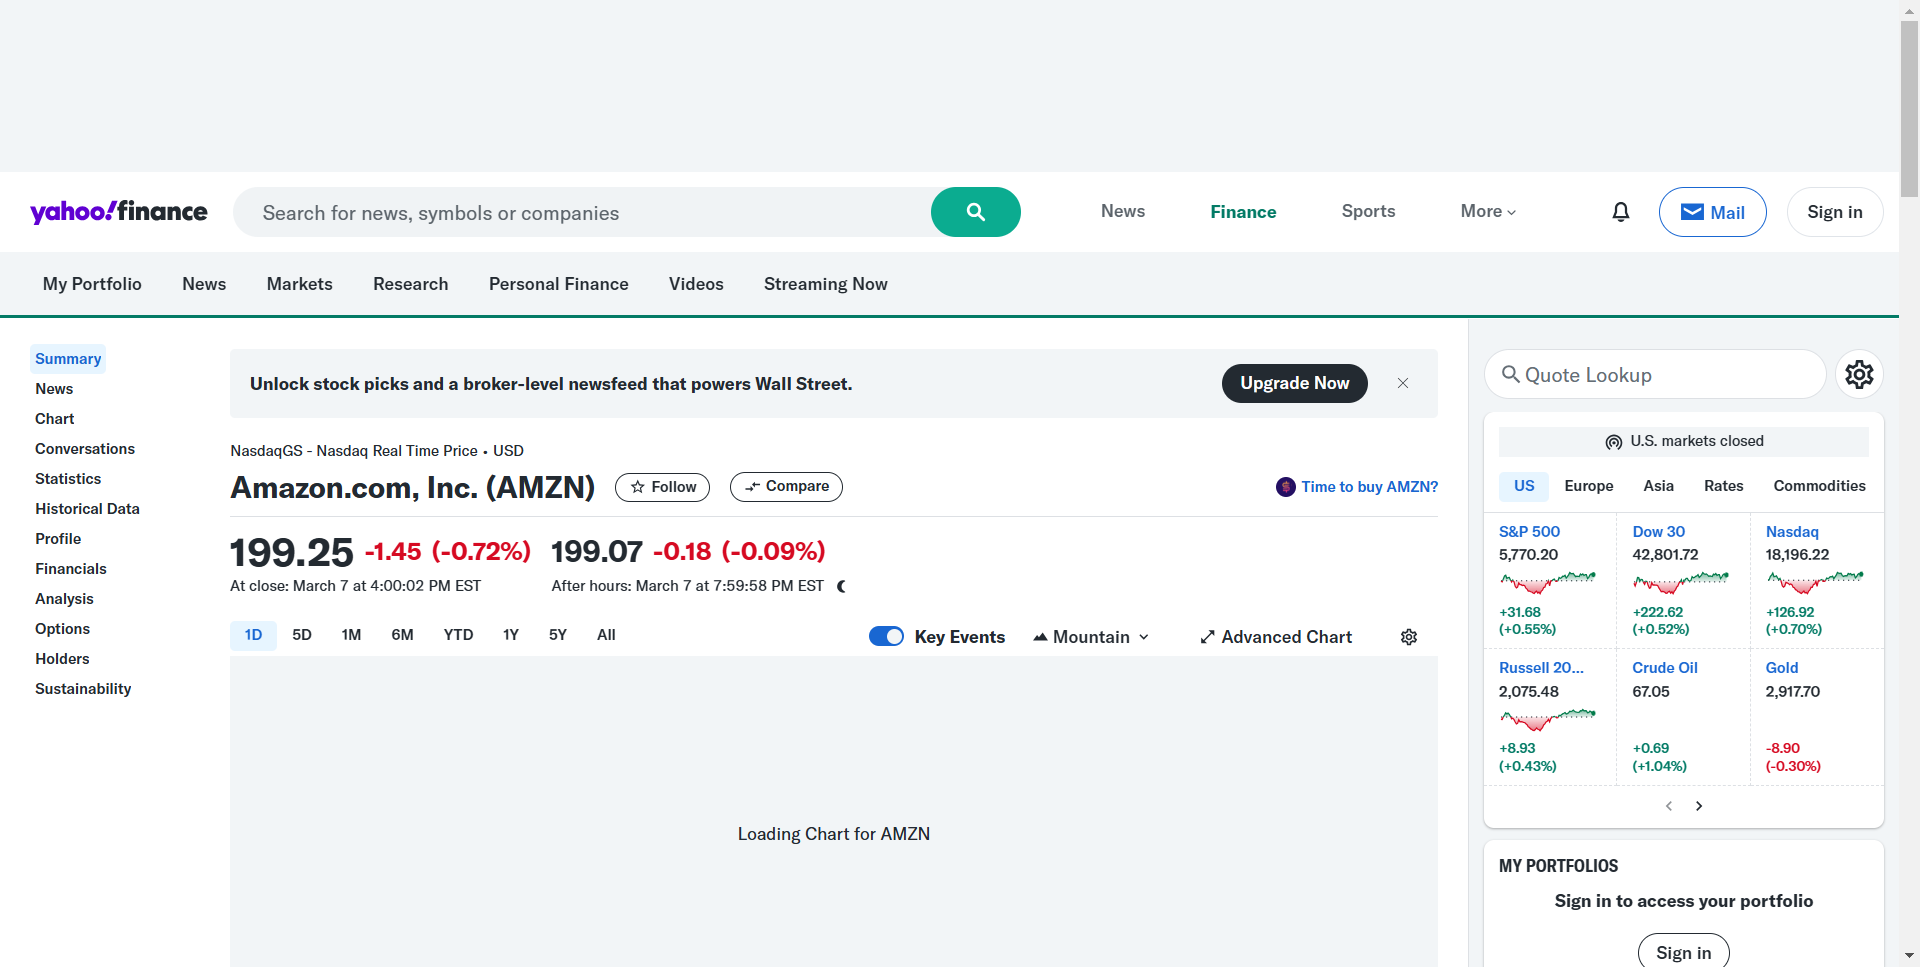 yahoo!finance
Search for news, symbols or companies
News
Finance
Sports
More
Mail
Sign in
My Portfolio
News
Markets
Research
Personal Finance
Videos
Streaming Now
Summary
News
Chart
Conversations
Statistics
Historical Data
Profile
Financials
Analysis
Options
Holders
Sustainability
Unlock stock picks and a broker-level newsfeed that powers Wall Street.
Upgrade Now
NasdaqGS - Nasdaq Real Time Price • USD
Amazon.com, Inc. (AMZN)
Follow
Compare
Time to buy AMZN?
199.25 -1.45 (-0.72%)
At close: March 7 at 4:00:02 PM EST
199.07 -0.18 (-0.09%)
After hours: March 7 at 7:59:58 PM EST
1D
5D
1M
6M
YTD
1Y
5Y
All
Key Events
Mountain
Advanced Chart
Loading Chart for AMZN
Quote Lookup
U.S. markets closed
US
Europe
Asia
Rates
Commodities
S&P 500
5,770.20
+31.68
(+0.55%)
Dow 30
42,801.72
+222.62
(+0.52%)
Nasdaq
18,196.22
+126.92
(+0.70%)
Russell 20...
2,075.48
+8.93
(+0.43%)
Crude Oil
67.05
+0.69
(+1.04%)
Gold
2,917.70
-8.90
(-0.30%)
MY PORTFOLIOS
Sign in to access your portfolio
Sign in